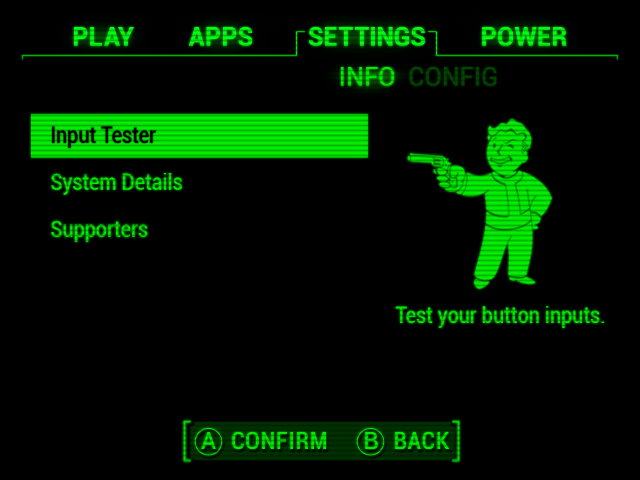 PLAY APPS SETTINGS POWER
INFO CONFIG
Input Tester
System Details
Supporters
Test your button inputs.
A CONFIRM B BACK